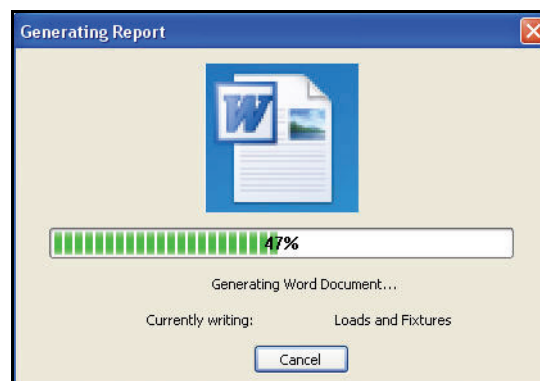 Generating Report
W
47%
Generating Word Document...
Currently writing: Loads and Fixtures
Cancel